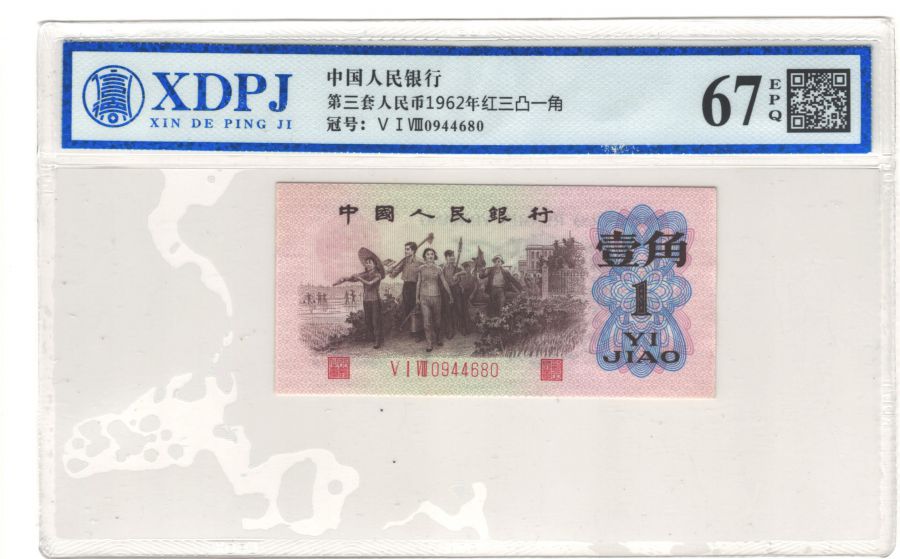 XDPJ
XIN DE PING JI
中国人民银行
第三套人民币1962年红三凸一角
冠号：ⅤⅠⅧ0944680
67
EPQ
中國人民銀行
壹角
1
YI
JIAO
ⅤⅠⅧ0944680